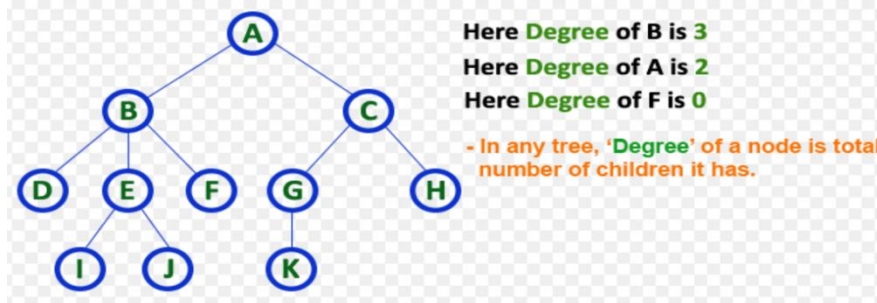 A
Here Degree of B is 3
Here Degree of A is 2
Here Degree of F is 0
B C
- In any tree, ‘Degree’ of a node is total
number of children it has.
D E F G H
I J K